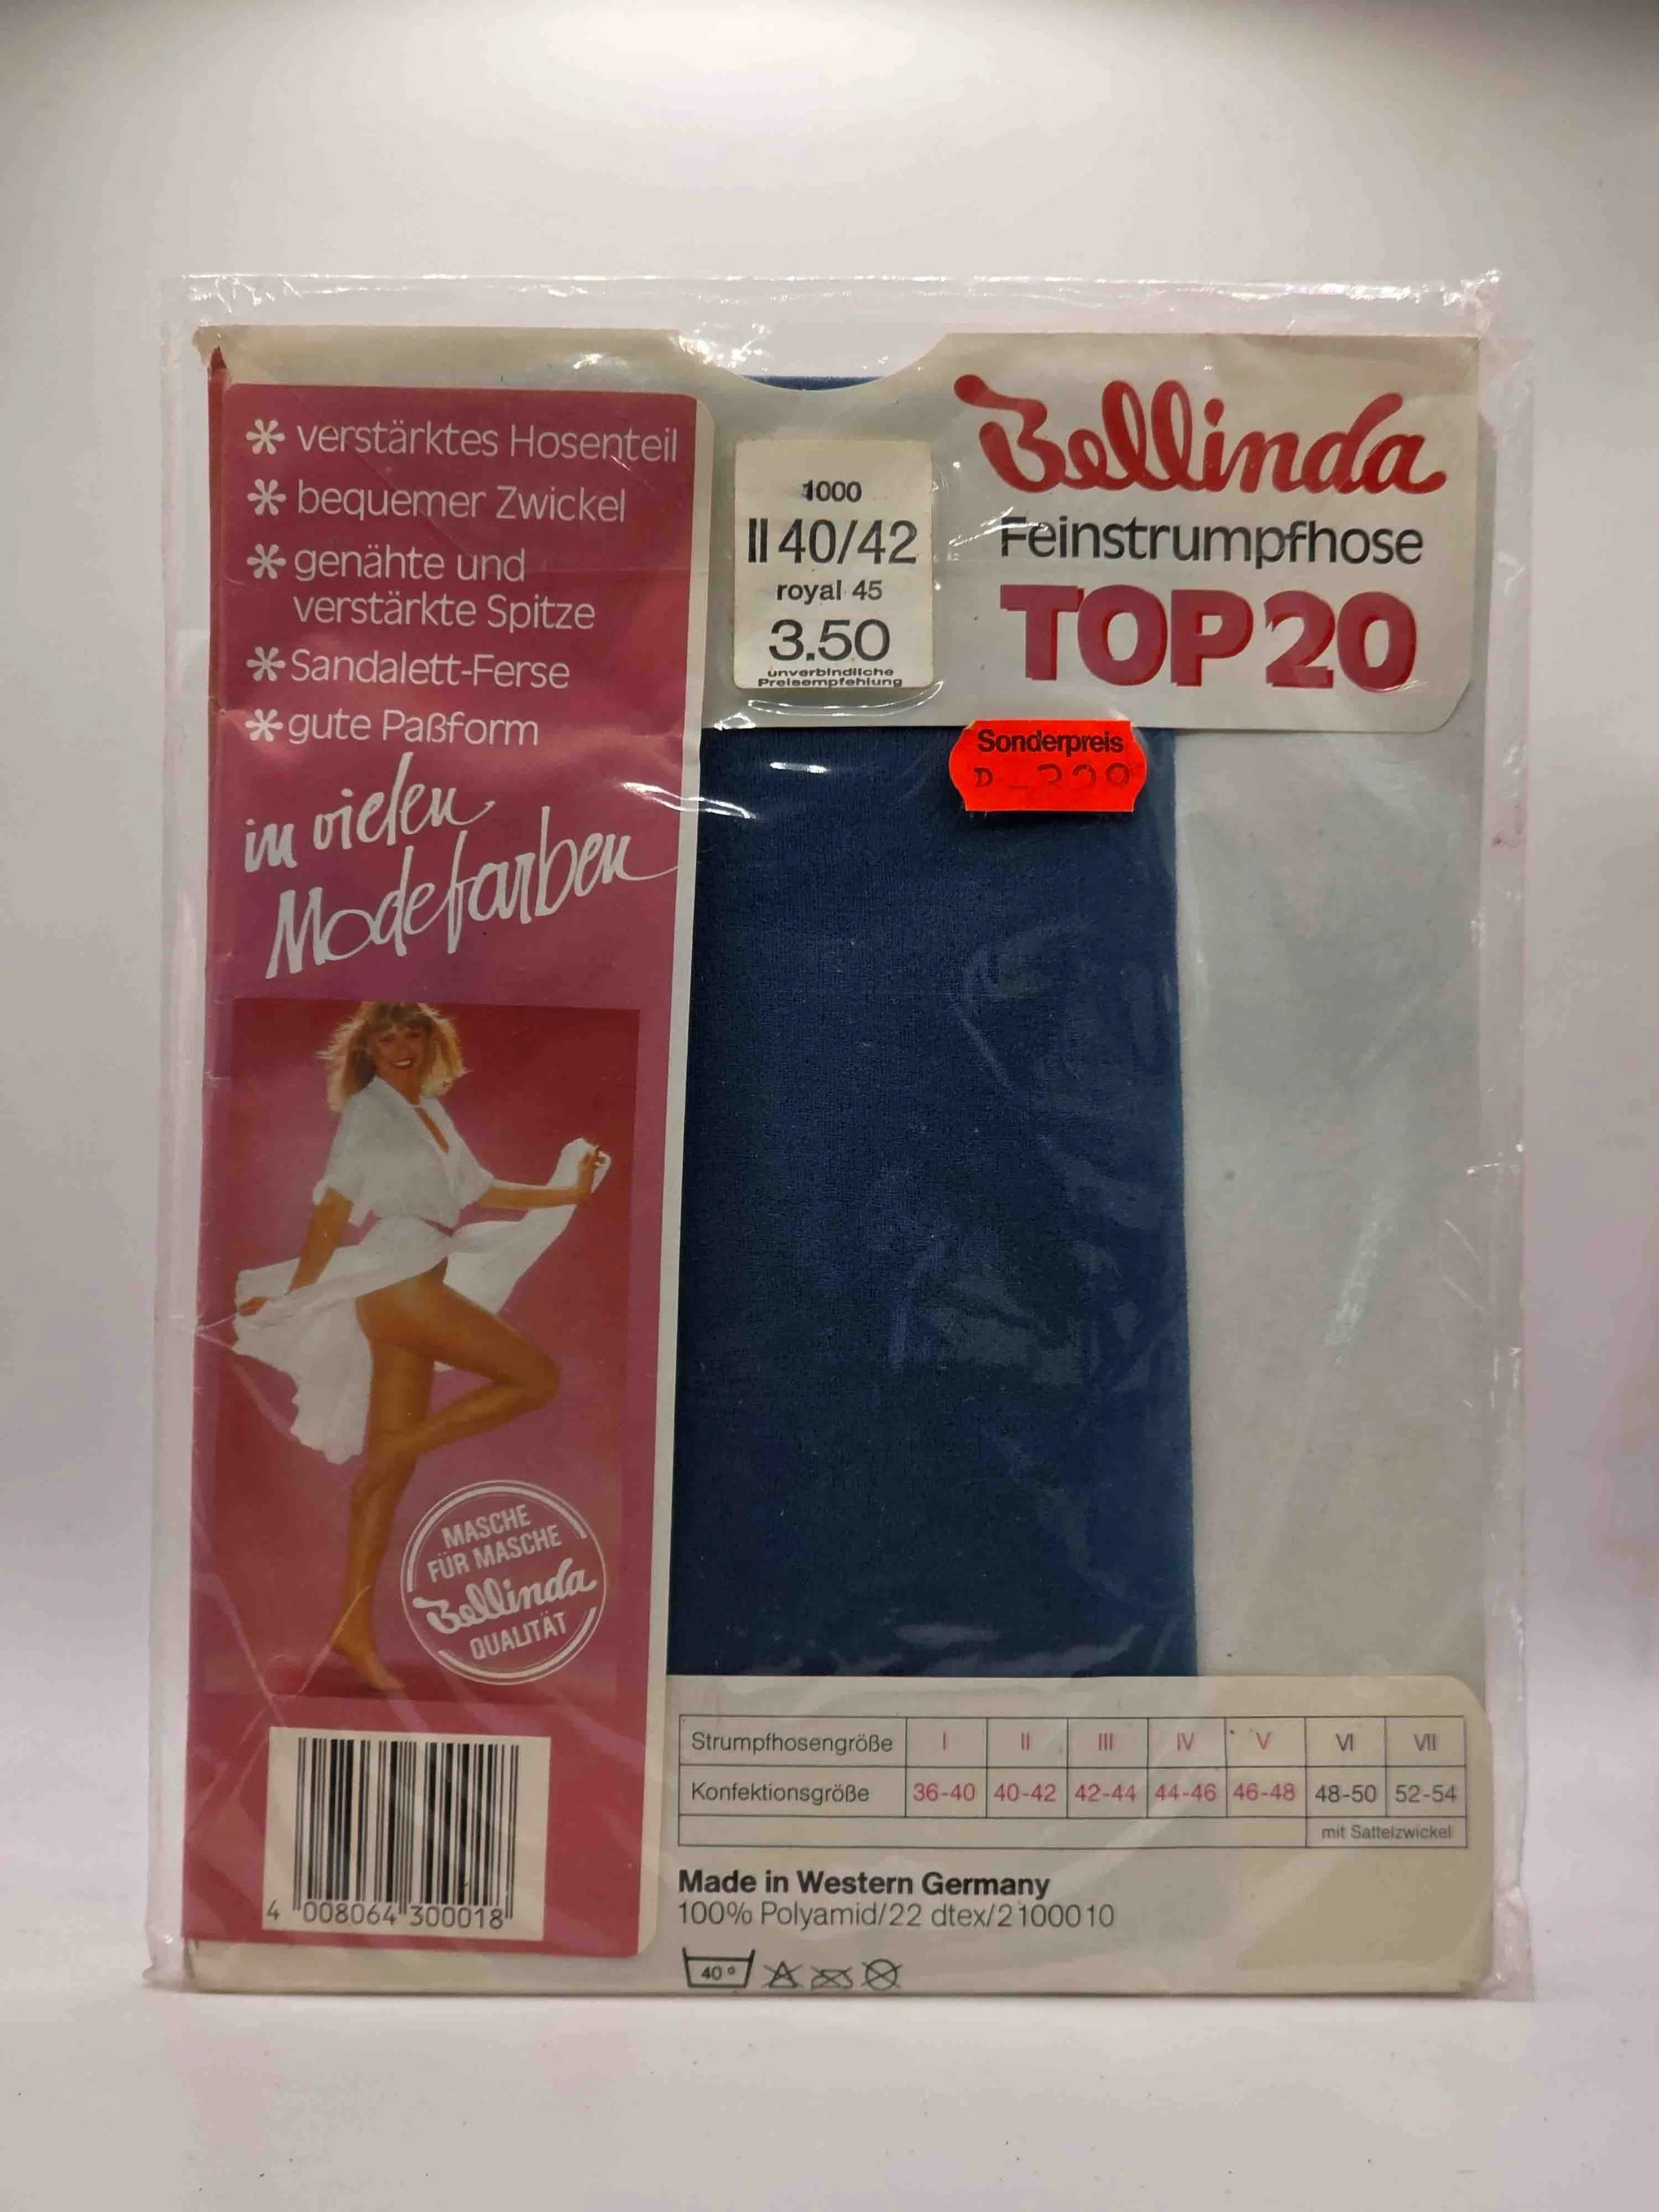 * verstärktes Hosenteil
* bequemer Zwickel
* genähte und
verstärkte Spitze
* Sandalett-Ferse
* gute Paßform
in vielen
Modefarben
MASCHE
FÜR MASCHE
Bellinda
QUALITÄT
4 008064 300018
1000
II 40/42
royal 45
3.50
unverbindliche
Preisempfehlung
Bellinda
Feinstrumpfhose
TOP 20
Sonderpreis
Strumpfhosengröße I II III IV V VI VII
Konfektionsgröße 36-40 40-42 42-44 44-46 46-48 48-50 52-54
mit Sattelzwickel
Made in Western Germany
100% Polyamid/22 dtex/2100010
40°